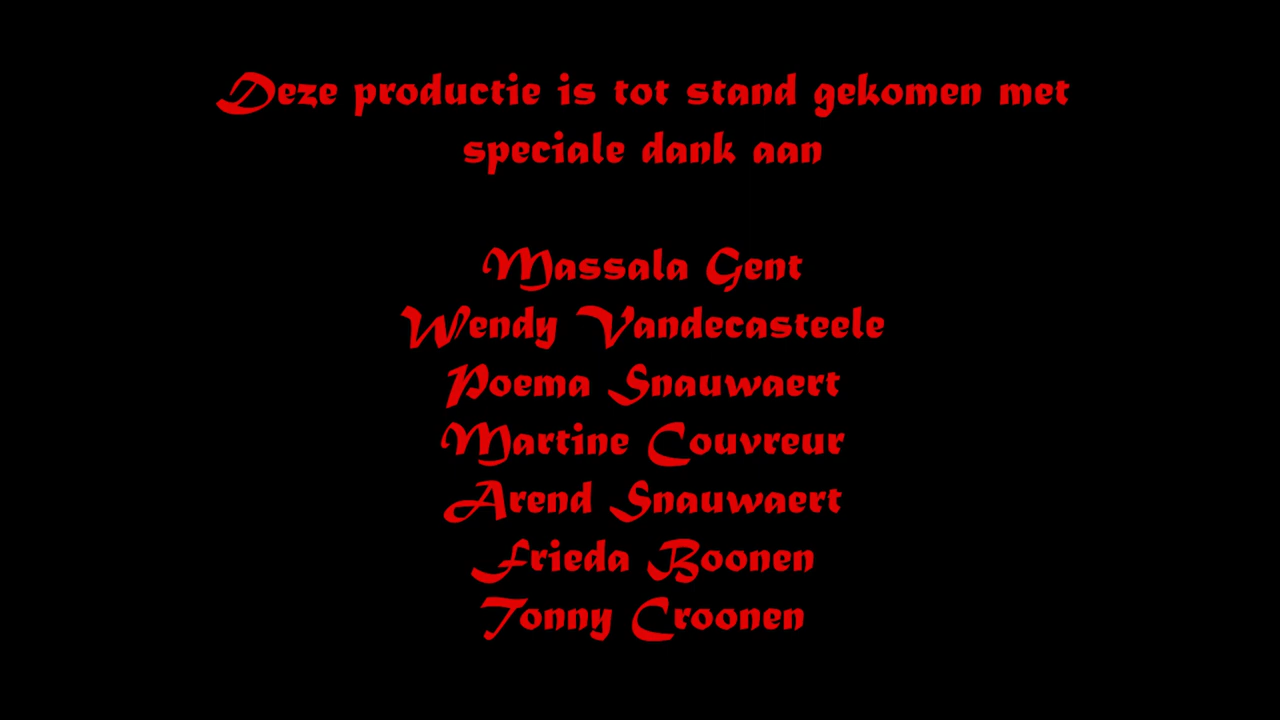 Deze productie is tot stand gekomen met
speciale dank aan
Massala Gent
Wendy Vandecasteele
Poema Snauwaert
Martine Couvreur
Arend Snauwaert
Frieda Boonen
Tonny Croonen